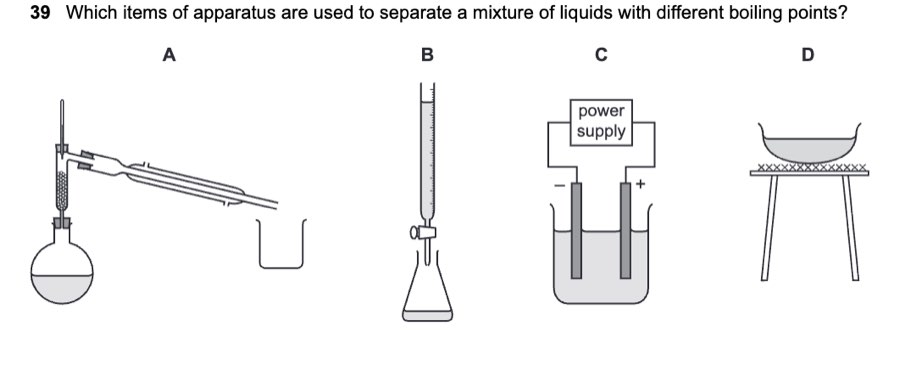 39 Which items of apparatus are used to separate a mixture of liquids with different boiling points?
A B C D
power
supply
– +